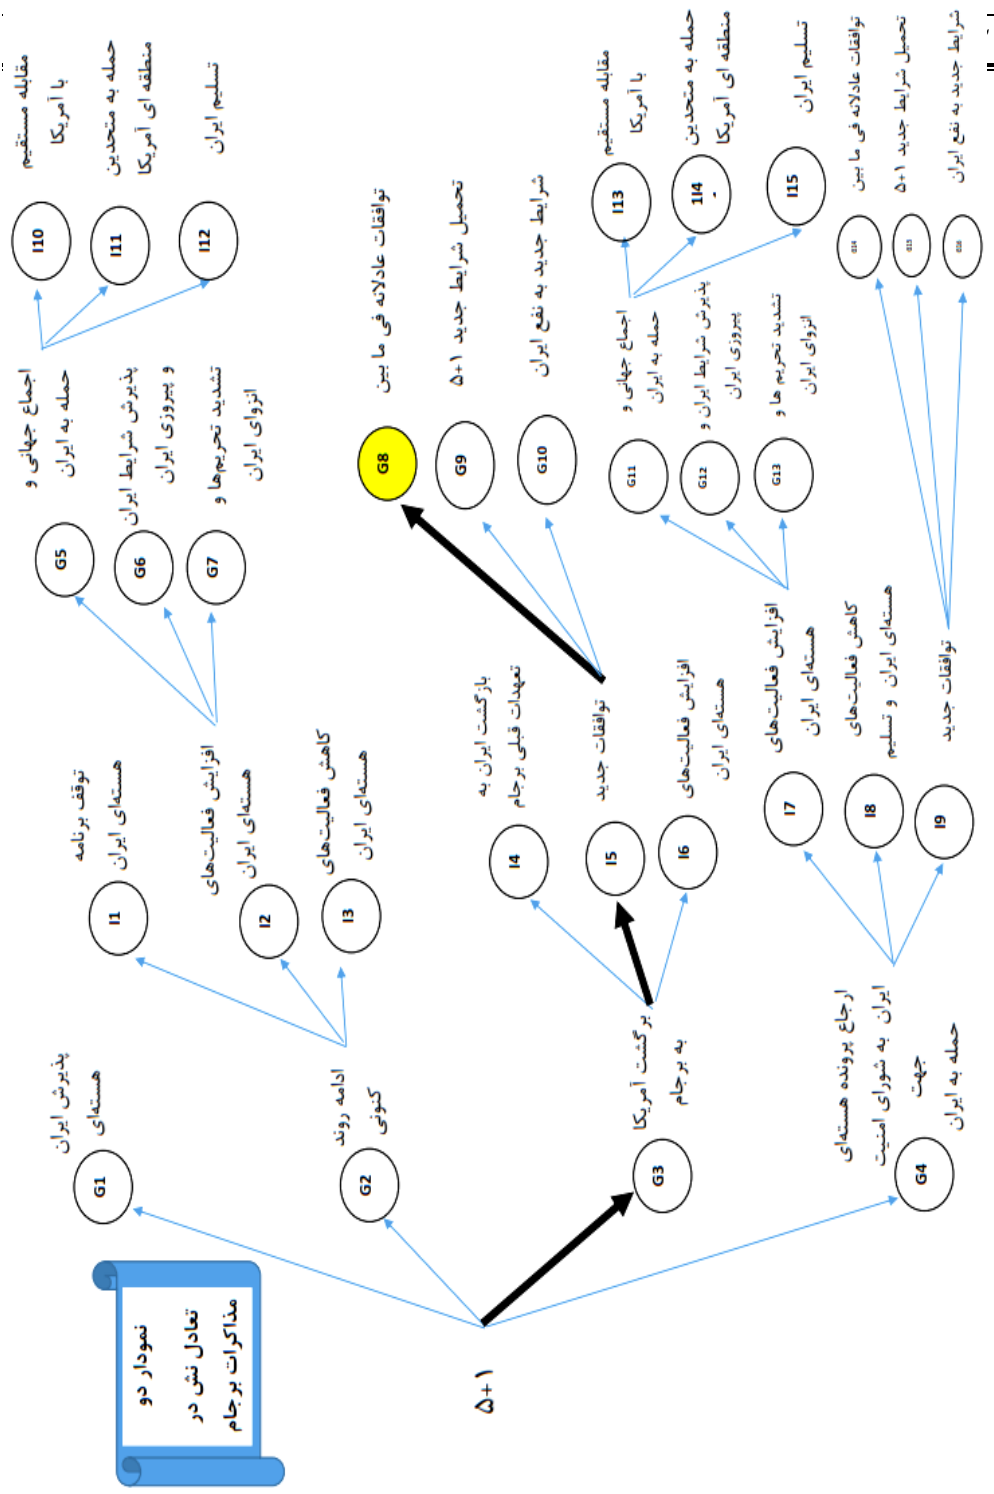 نمودار دو
تعادل نش در
مذاکرات برجام
۵+۱
G1
پذیرش ایران
هسته‌ای
G2
ادامه روند
کنونی
G3
برگشت آمریکا
به برجام
G4
ارجاع پرونده هسته‌ای
ایران به شورای امنیت
جهت
حمله به ایران
I1
توقف برنامه
هسته‌ای ایران
I2
افزایش فعالیت‌های
هسته‌ای ایران
I3
کاهش فعالیت‌های
هسته‌ای ایران
I4
بازگشت ایران به
تعهدات قبلی برجام
I5
توافقات جدید
I6
افزایش فعالیت‌های
هسته‌ای ایران
I7
افزایش فعالیت‌های
هسته‌ای ایران
I8
کاهش فعالیت‌های
هسته‌ای ایران و تسلیم
I9
توافقات جدید
G5
اجماع جهانی و
حمله به ایران
G6
پذیرش شرایط ایران
و پیروزی ایران
G7
تشدید تحریم‌ها و
انزوای ایران
G8
توافقات عادلانه فی ما بین
G9
تحمیل شرایط جدید ۵+۱
G10
شرایط جدید به نفع ایران
G11
اجماع جهانی و
حمله به ایران
G12
پذیرش شرایط ایران و
پیروزی ایران
G13
تشدید تحریم ها و
انزوای ایران
G14
توافقات عادلانه فی ما بین
G15
تحمیل شرایط جدید ۵+۱
G16
شرایط جدید به نفع ایران
I10
مقابله مستقیم
با آمریکا
I11
حمله به متحدین
منطقه ای آمریکا
I12
تسلیم ایران
I13
مقابله مستقیم
با آمریکا
1I4
حمله به متحدین
منطقه ای آمریکا
I15
تسلیم ایران